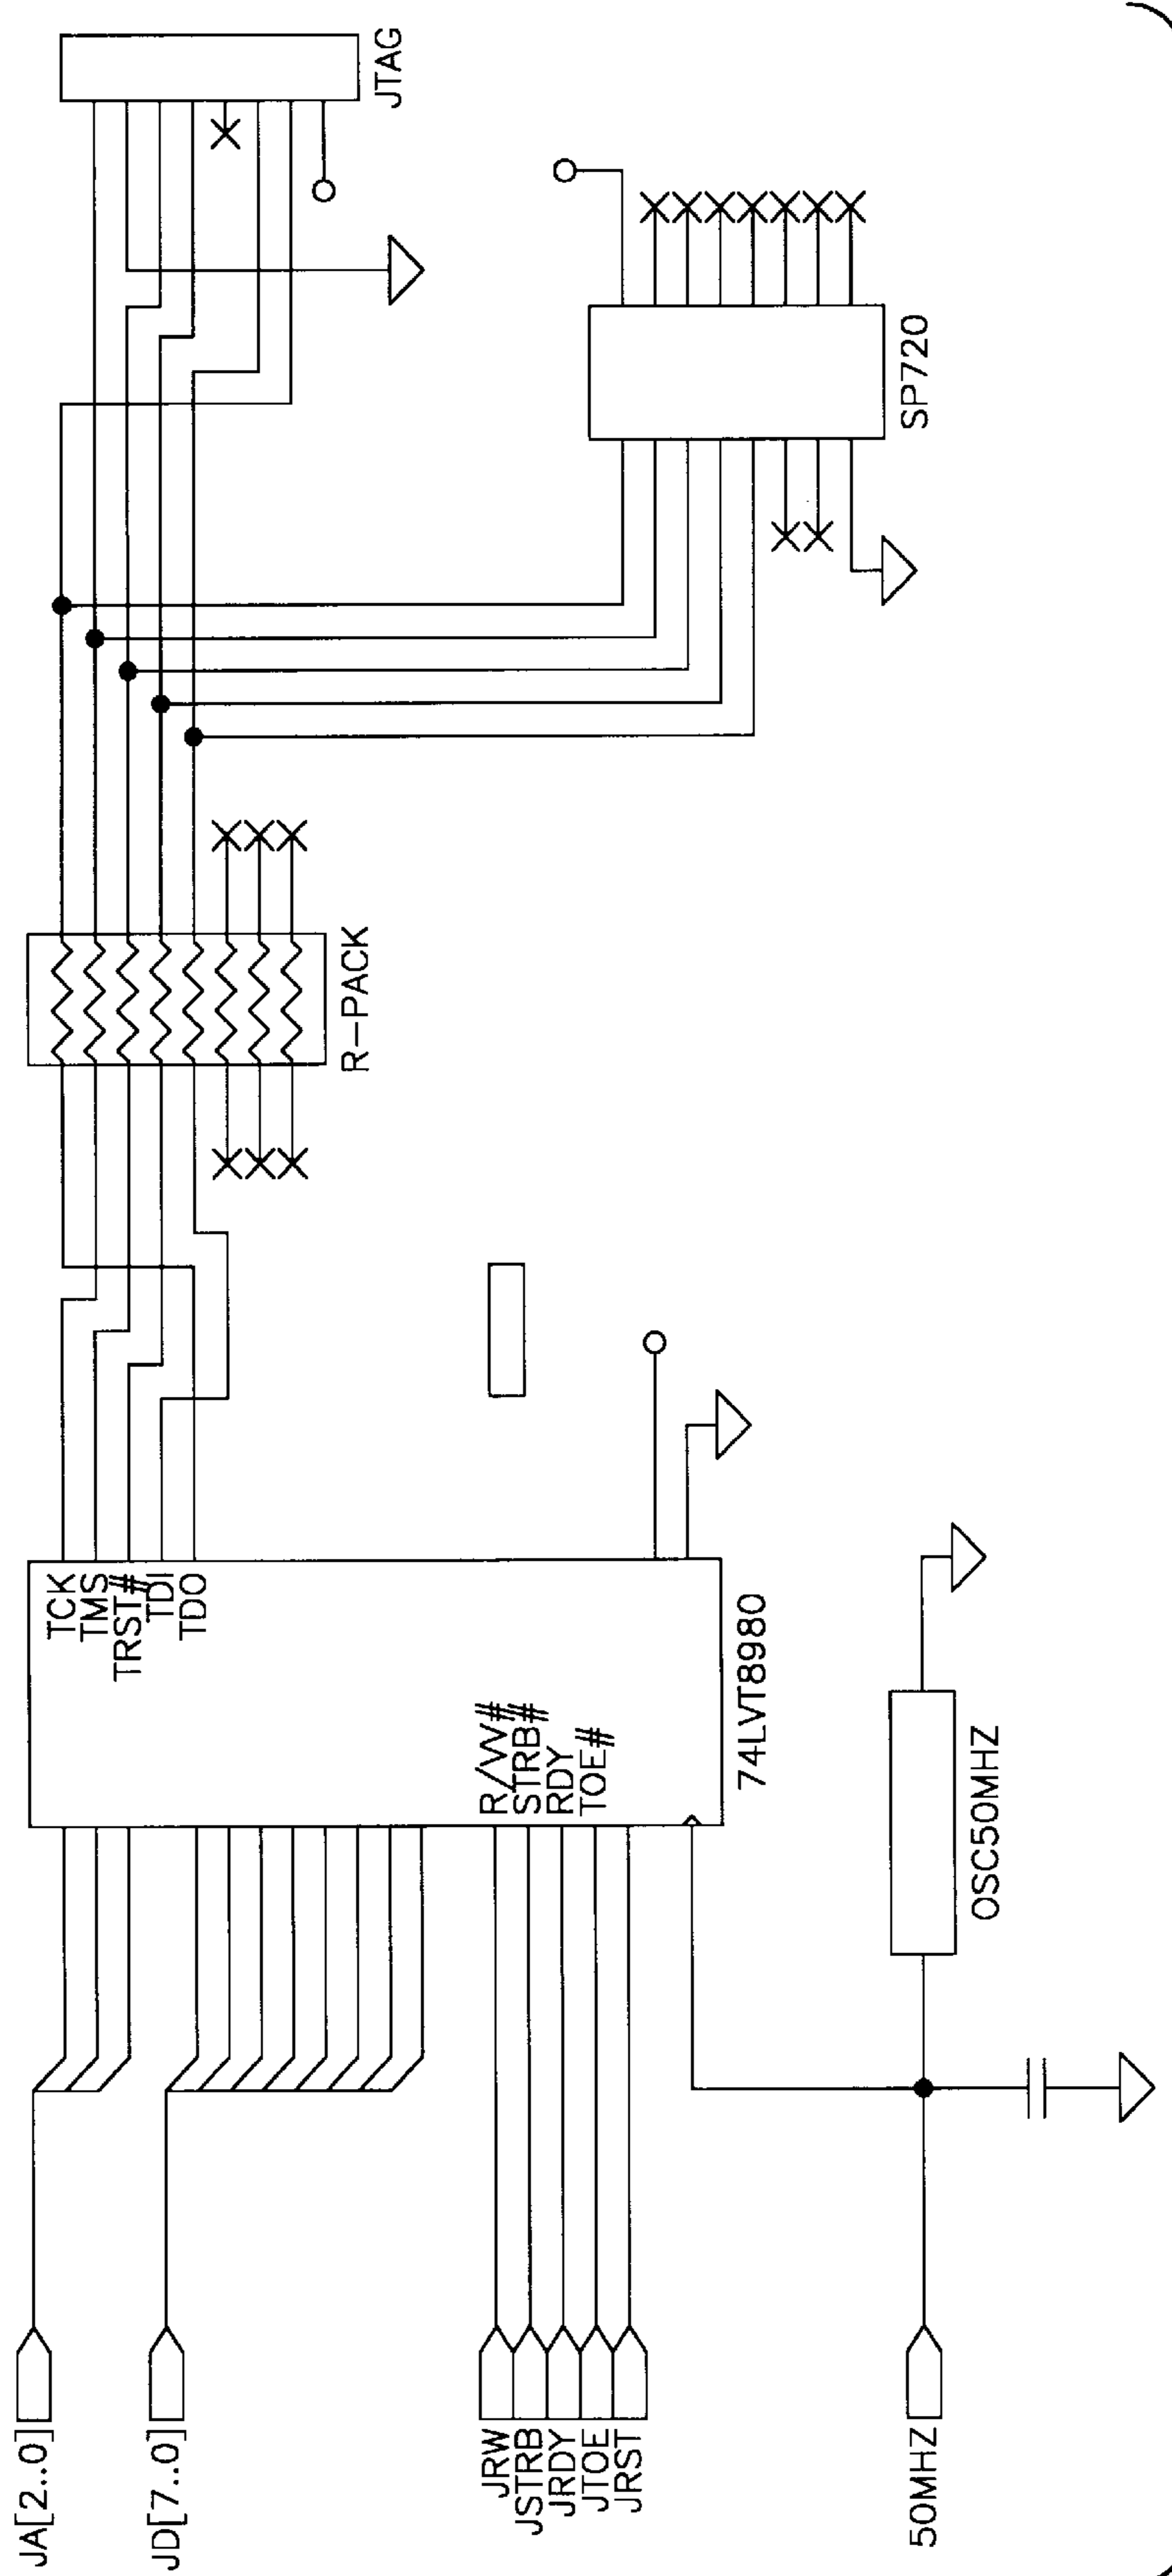 JA[2..0]
JD[7..0]
JRW
JSTRB
JRDY
JTOE
JRST
50MHZ
TCK
TMS
TRST#
TDI
TDO
R/W#
STRB#
RDY
TOE#
74LVT8980
OSC50MHZ
R-PACK
SP720
JTAG